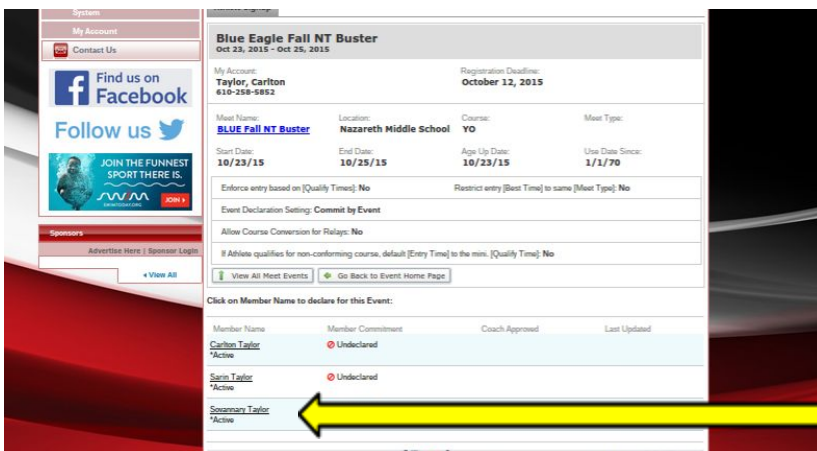 System
My Account
Contact Us
Find us on
Facebook
Follow us
JOIN THE FUNNEST
SPORT THERE IS.
SWIM
JOIN
Sponsors
Advertise Here | Sponsor Login
View All
Blue Eagle Fall NT Buster
Oct 23, 2015 - Oct 25, 2015
My Account: Registration Deadline:
Taylor, Carlton October 12, 2015
610-258-5852
Meet Name: Location: Course: Meet Type:
BLUE Fall NT Buster Nazareth Middle School YO
Start Date: End Date: Age Up Date: Use Date Since:
10/23/15 10/25/15 10/23/15 1/1/70
Enforce entry based on [Qualify Times]: No Restrict entry [Best Time] to same [Meet Type]: No
Event Declaration Setting: Commit by Event
Allow Course Conversion for Relays: No
If Athlete qualifies for non-conforming course, default [Entry Time] to the mini. [Qualify Time]: No
View All Meet Events Go Back to Event Home Page
Click on Member Name to declare for this Event:
Member Name Member Commitment Coach Approved Last Updated
Carlton Taylor Undeclared
*Active
Sarin Taylor Undeclared
*Active
Sovannary Taylor
*Active